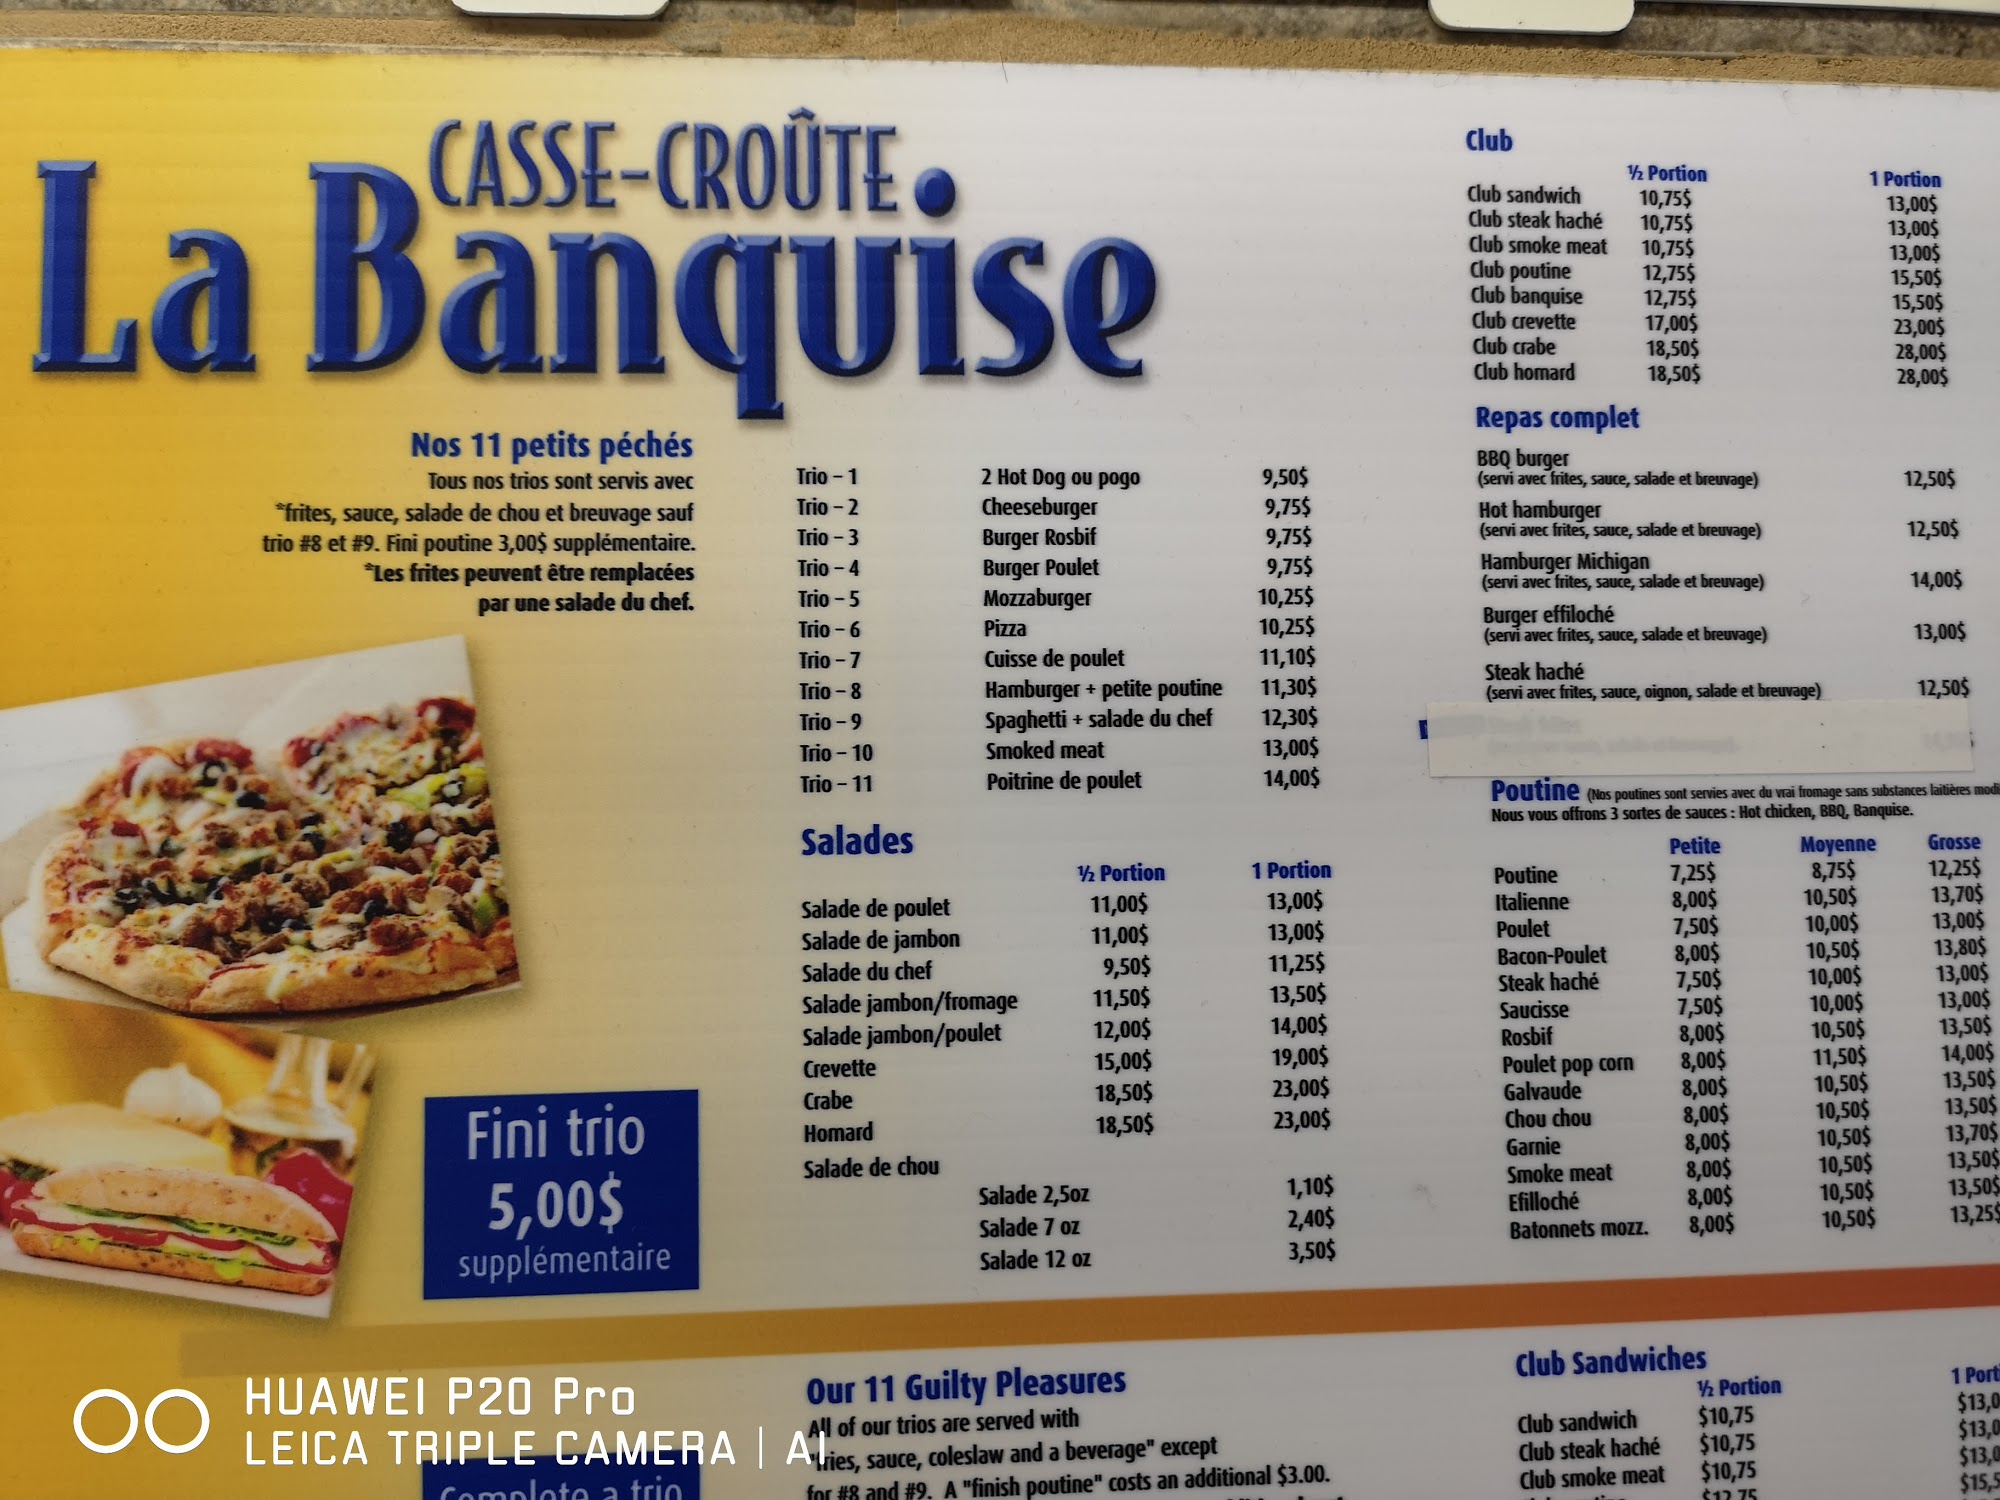 CASSE-CROÛTE
La Banquise
Nos 11 petits péchés
Tous nos trios sont servis avec
*frites, sauce, salade de chou et breuvage sauf
trio #8 et #9. Fini poutine 3,00$ supplémentaire.
*Les frites peuvent être remplacées
par une salade du chef.
Fini trio
5,00$
supplémentaire
Trio – 1 2 Hot Dog ou pogo 9,50$
Trio – 2 Cheeseburger 9,75$
Trio – 3 Burger Rosbif 9,75$
Trio – 4 Burger Poulet 9,75$
Trio – 5 Mozzaburger 10,25$
Trio – 6 Pizza 10,25$
Trio – 7 Cuisse de poulet 11,10$
Trio – 8 Hamburger + petite poutine 11,30$
Trio – 9 Spaghetti + salade du chef 12,30$
Trio – 10 Smoked meat 13,00$
Trio – 11 Poitrine de poulet 14,00$
Salades
½ Portion 1 Portion
Salade de poulet 11,00$ 13,00$
Salade de jambon 11,00$ 13,00$
Salade du chef 9,50$ 11,25$
Salade jambon/fromage 11,50$ 13,50$
Salade jambon/poulet 12,00$ 14,00$
Crevette 15,00$ 19,00$
Crabe 18,50$ 23,00$
Homard 18,50$ 23,00$
Salade de chou
Salade 2,5oz 1,10$
Salade 7 oz 2,40$
Salade 12 oz 3,50$
Club
½ Portion 1 Portion
Club sandwich 10,75$ 13,00$
Club steak haché 10,75$ 13,00$
Club smoke meat 10,75$ 13,00$
Club poutine 12,75$ 15,50$
Club banquise 12,75$ 15,50$
Club crevette 17,00$ 23,00$
Club crabe 18,50$ 28,00$
Club homard 18,50$ 28,00$
Repas complet
BBQ burger
(servi avec frites, sauce, salade et breuvage) 12,50$
Hot hamburger
(servi avec frites, sauce, salade et breuvage) 12,50$
Hamburger Michigan
(servi avec frites, sauce, salade et breuvage) 14,00$
Burger effiloché
(servi avec frites, sauce, salade et breuvage) 13,00$
Steak haché
(servi avec frites, sauce, oignon, salade et breuvage) 12,50$
Poutine (Nos poutines sont servies avec du vrai fromage sans substances laitières modi
Nous vous offrons 3 sortes de sauces : Hot chicken, BBQ, Banquise.
Petite Moyenne Grosse
Poutine 7,25$ 8,75$ 12,25$
Italienne 8,00$ 10,50$ 13,70$
Poulet 7,50$ 10,00$ 13,00$
Bacon-Poulet 8,00$ 10,50$ 13,80$
Steak haché 7,50$ 10,00$ 13,00$
Saucisse 7,50$ 10,00$ 13,00$
Rosbif 8,00$ 10,50$ 13,50$
Poulet pop corn 8,00$ 11,50$ 14,00$
Galvaude 8,00$ 10,50$ 13,50$
Chou chou 8,00$ 10,50$ 13,50$
Garnie 8,00$ 10,50$ 13,70$
Smoke meat 8,00$ 10,50$ 13,50$
Efilloché 8,00$ 10,50$ 13,50$
Batonnets mozz. 8,00$ 10,50$ 13,25$
Our 11 Guilty Pleasures
All of our trios are served with
"fries, sauce, coleslaw and a beverage" except
for #8 and #9. A "finish poutine" costs an additional $3.00.
Complete a trio
Club Sandwiches
½ Portion 1 Port
Club sandwich $10,75 $13,0
Club steak haché $10,75 $13,0
Club smoke meat $10,75 $13,0
$12,75 $15,5
HUAWEI P20 Pro
LEICA TRIPLE CAMERA | AI